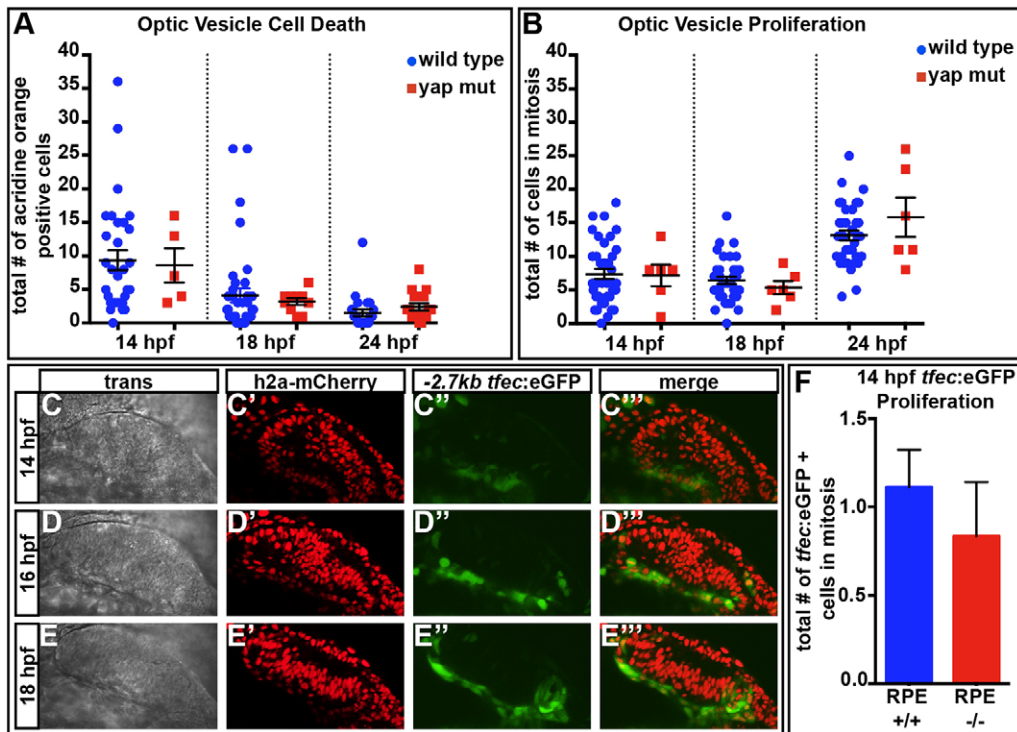 A Optic Vesicle Cell Death
40
35
30
25
20
15
10
5
0
total # of acridine orange
positive cells
wild type
yap mut
14 hpf 18 hpf 24 hpf
B Optic Vesicle Proliferation
40
35
30
25
20
15
10
5
0
total # of cells in mitosis
wild type
yap mut
14 hpf 18 hpf 24 hpf
trans h2a-mCherry -2.7kb tfec:eGFP merge
14 hpf
C C' C'' C'''
16 hpf
D D' D'' D'''
18 hpf
E E' E'' E'''
F 14 hpf tfec:eGFP
Proliferation
1.5
1.0
0.5
0.0
total # of tfec:eGFP +
cells in mitosis
RPE RPE
+/+ -/-